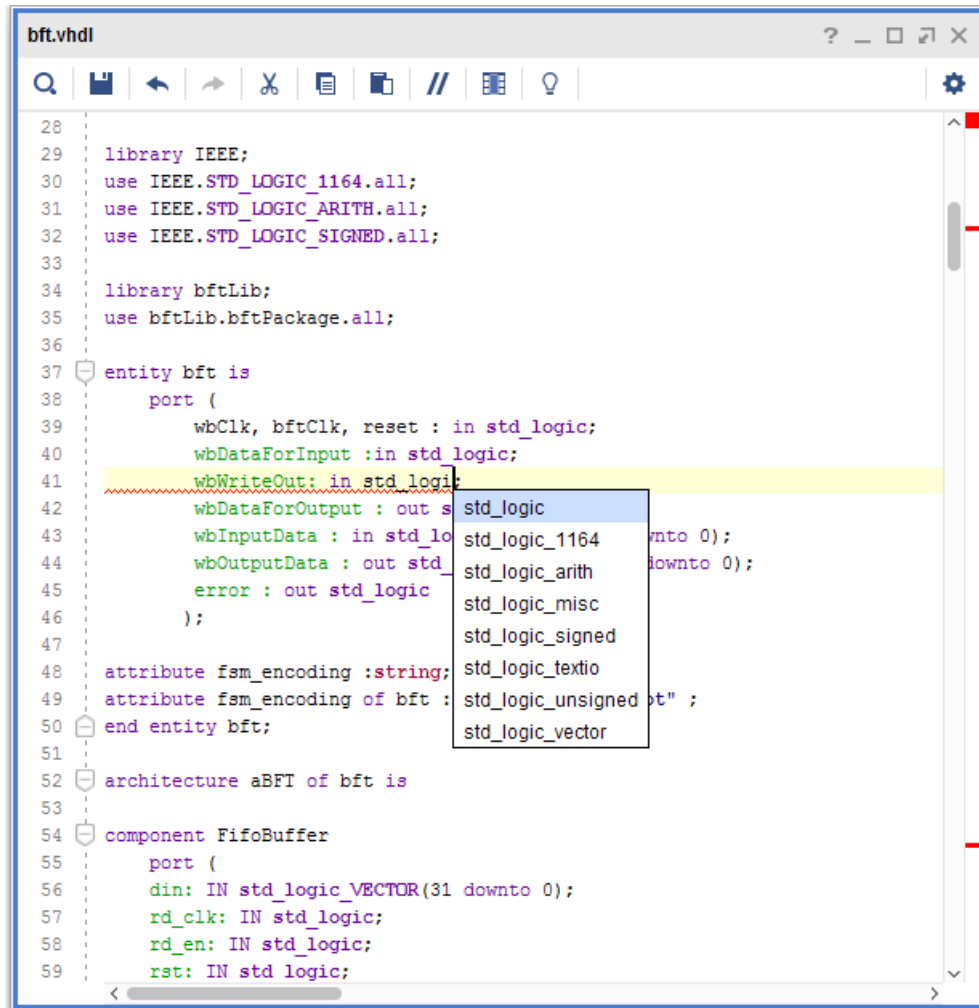 bft.vhdl ?
28
29 library IEEE;
30 use IEEE.STD_LOGIC_1164.all;
31 use IEEE.STD_LOGIC_ARITH.all;
32 use IEEE.STD_LOGIC_SIGNED.all;
33
34 library bftLib;
35 use bftLib.bftPackage.all;
36
37 entity bft is
38 port (
39 wbClk, bftClk, reset : in std_logic;
40 wbDataForInput :in std_logic;
41 wbWriteOut: in std_logi;
42 wbDataForOutput : out s
43 wbInputData : in std_lo nto 0);
44 wbOutputData : out std_ downto 0);
45 error : out std_logic
46 );
47
48 attribute fsm_encoding :string;
49 attribute fsm_encoding of bft : ot" ;
50 end entity bft;
51
52 architecture aBFT of bft is
53
54 component FifoBuffer
55 port (
56 din: IN std_logic_VECTOR(31 downto 0);
57 rd_clk: IN std_logic;
58 rd_en: IN std_logic;
59 rst: IN std_logic;
std_logic
std_logic_1164
std_logic_arith
std_logic_misc
std_logic_signed
std_logic_textio
std_logic_unsigned
std_logic_vector